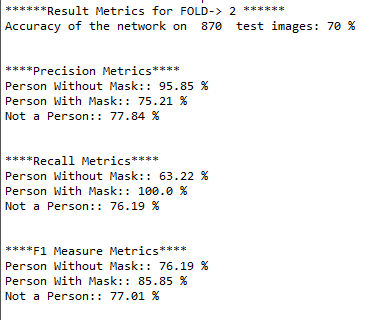 ******Result Metrics for FOLD-> 2 ******
Accuracy of the network on  870  test images: 70 %
****Precision Metrics****
Person Without Mask:: 95.85 %
Person With Mask:: 75.21 %
Not a Person:: 77.84 %
****Recall Metrics****
Person Without Mask:: 63.22 %
Person With Mask:: 100.0 %
Not a Person:: 76.19 %
****F1 Measure Metrics****
Person Without Mask:: 76.19 %
Person With Mask:: 85.85 %
Not a Person:: 77.01 %